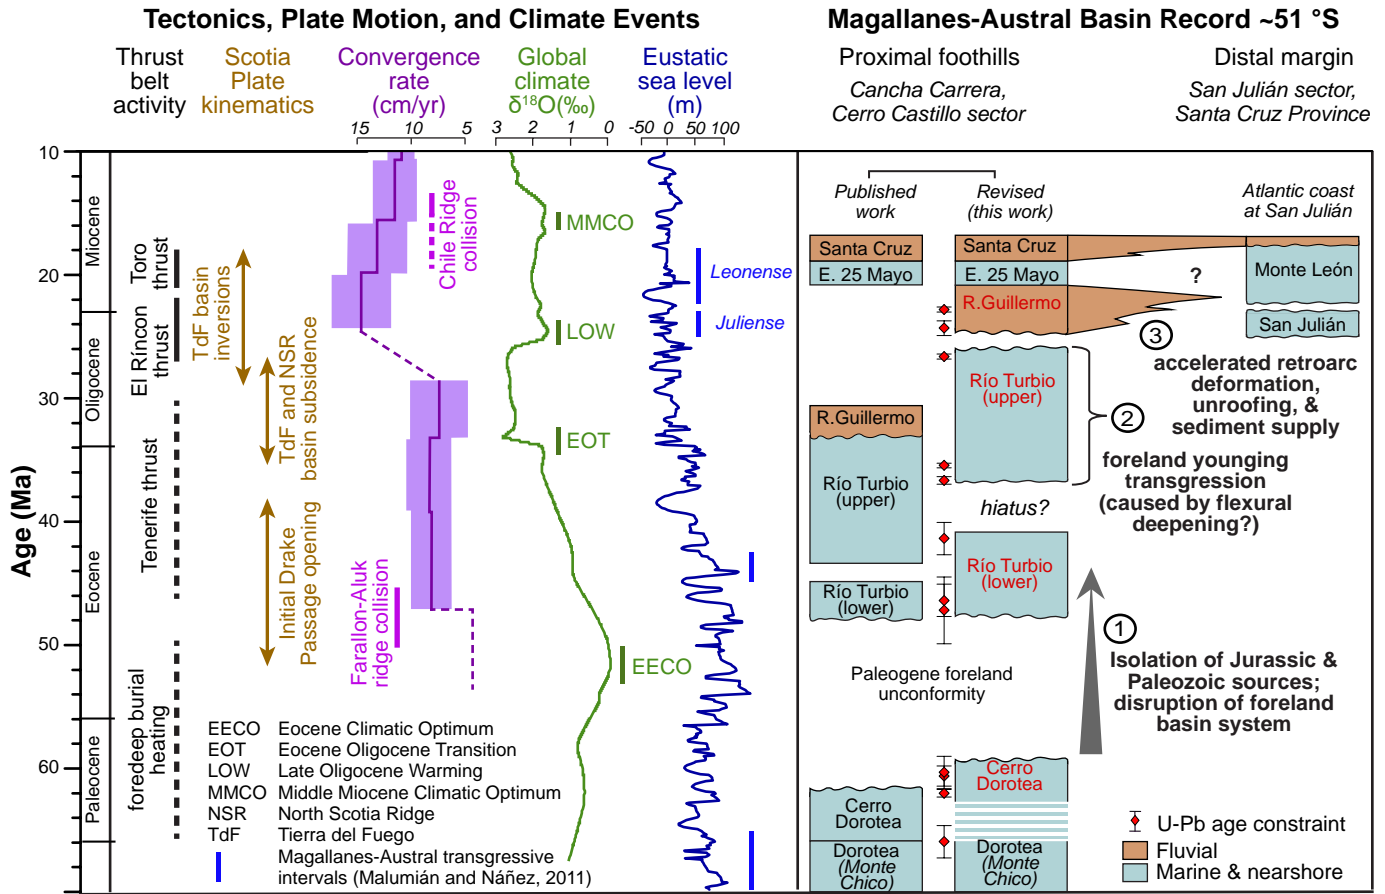 Tectonics, Plate Motion, and Climate Events
Magallanes-Austral Basin Record ~51 °S
Thrust
belt
activity
Scotia
Plate
kinematics
Convergence
rate
(cm/yr)
Global
climate
δ¹⁸O(‰)
Eustatic
sea level
(m)
Proximal foothills
Cancha Carrera,
Cerro Castillo sector
Distal margin
San Julián sector,
Santa Cruz Province
15 10 5
3 2 1 0
-50 0 50 100
Age (Ma)
10
20
30
40
50
60
Miocene
Oligocene
Eocene
Paleocene
Toro
thrust
El Ríncon
thrust
Tenerife thrust
foredeep burial
heating
TdF basin
inversions
TdF and NSR
basin subsidence
Initial Drake
Passage opening
Chile Ridge
collision
Farallon-Aluk
ridge collision
MMCO
LOW
EOT
EECO
Leonense
Juliense
EECO Eocene Climatic Optimum
EOT Eocene Oligocene Transition
LOW Late Oligocene Warming
MMCO Middle Miocene Climatic Optimum
NSR North Scotia Ridge
TdF Tierra del Fuego
Magallanes-Austral transgressive
intervals (Malumián and Náñez, 2011)
Published
work
Revised
(this work)
Atlantic coast
at San Julián
Santa Cruz
E. 25 Mayo
R.Guillermo
Río Turbio
(upper)
Río Turbio
(lower)
Cerro
Dorotea
Dorotea
(Monte
Chico)
Santa Cruz
E. 25 Mayo
R.Guillermo
Río Turbio
(upper)
hiatus?
Río Turbio
(lower)
Paleogene foreland
unconformity
Cerro
Dorotea
Dorotea
(Monte
Chico)
?
Monte León
San Julián
3
accelerated retroarc
deformation,
unroofing, &
sediment supply
2
foreland younging
transgression
(caused by flexural
deepening?)
1
Isolation of Jurassic &
Paleozoic sources;
disruption of foreland
basin system
U-Pb age constraint
Fluvial
Marine & nearshore